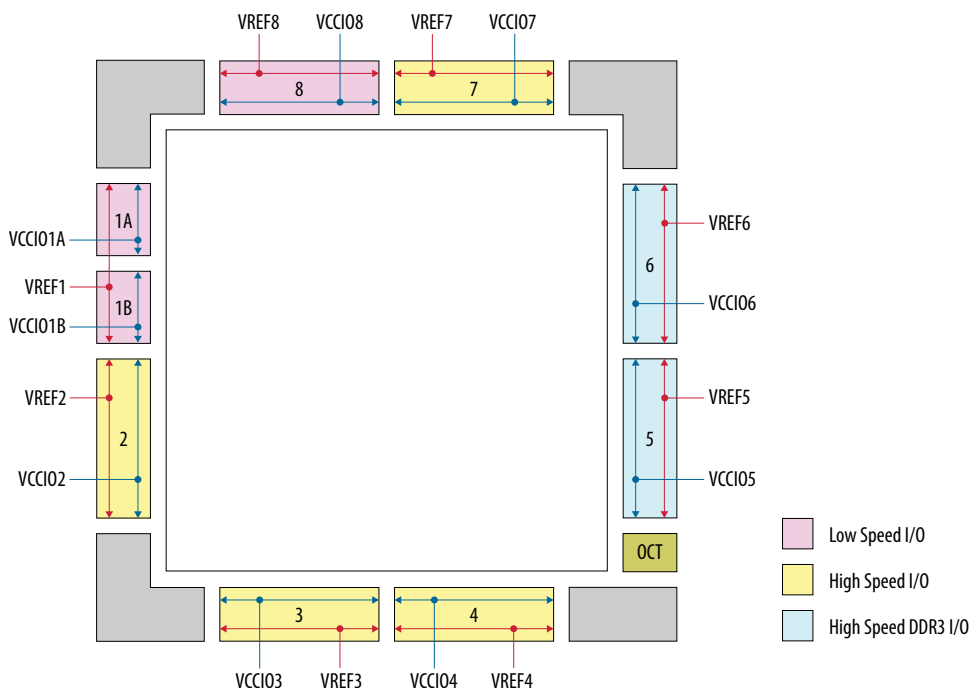 VREF8
VCCIO8
VREF7
VCCIO7
8
7
1A
VCCIO1A
VREF1
1B
VCCIO1B
VREF6
6
VCCIO6
VREF2
2
VCCIO2
VREF5
5
VCCIO5
OCT
3
4
VCCIO3
VREF3
VCCIO4
VREF4
Low Speed I/O
High Speed I/O
High Speed DDR3 I/O